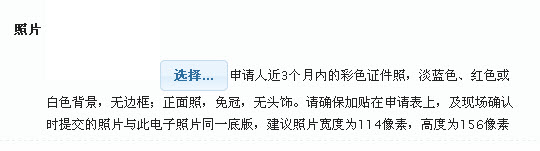 照片
选择... 申请人近3个月内的彩色证件照，淡蓝色、红色或
白色背景，无边框；正面照，免冠，无头饰。请确保加贴在申请表上，及现场确认
时提交的照片与此电子照片同一底版，建议照片宽度为114像素，高度为156像素